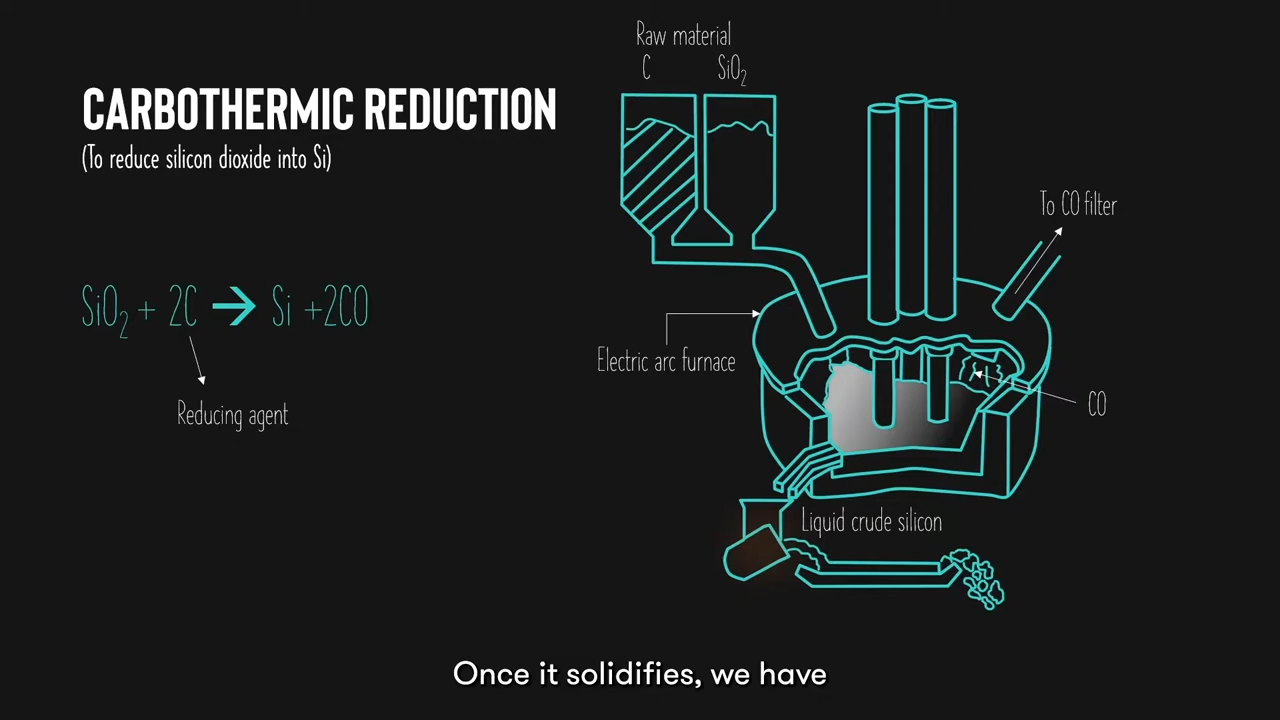 Raw material
C SiO2
CARBOTHERMIC REDUCTION
(To reduce silicon dioxide into Si)
To CO filter
SiO2 + 2C → Si +2CO
Electric arc furnace
CO
Reducing agent
Liquid crude silicon
Once it solidifies, we have